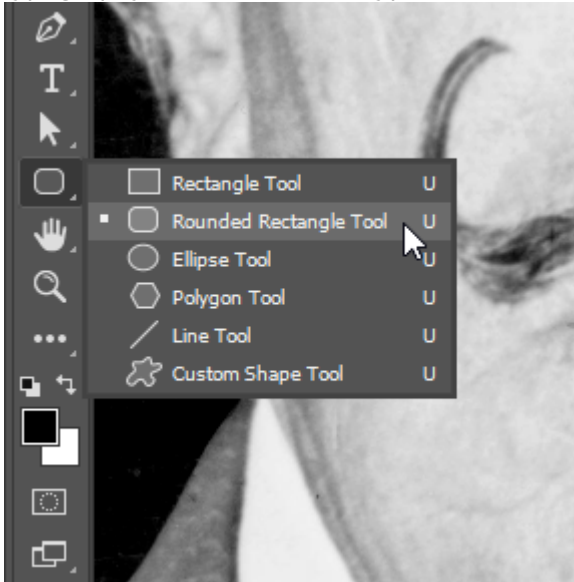 T
Rectangle Tool U
Rounded Rectangle Tool U
Ellipse Tool U
Polygon Tool U
Line Tool U
Custom Shape Tool U